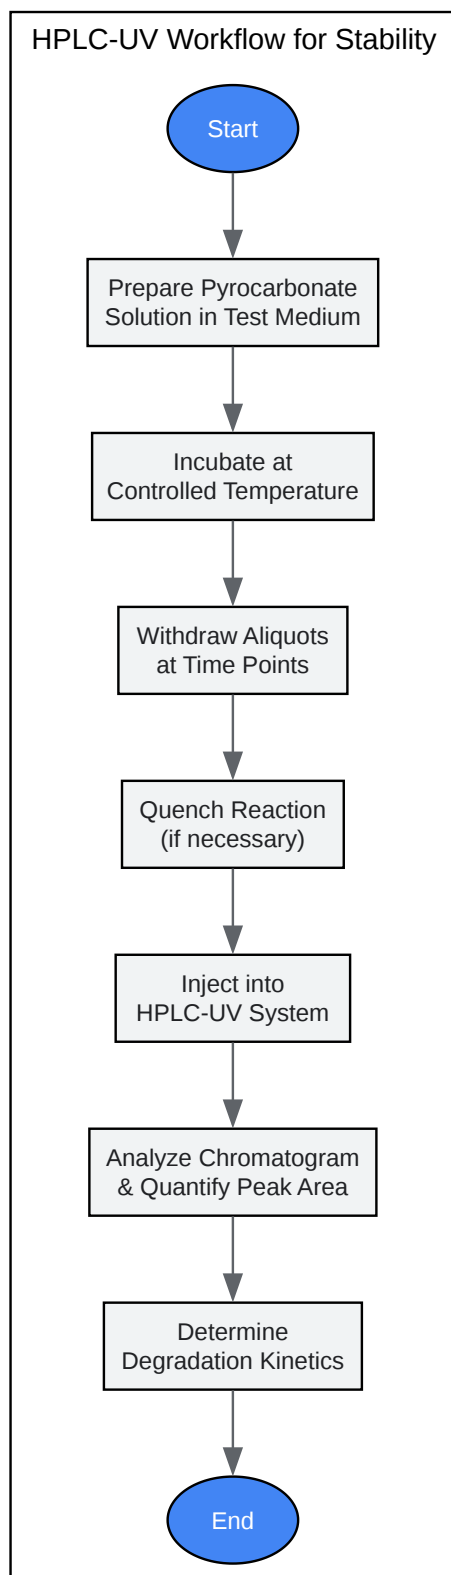 HPLC-UV Workflow for Stability
Start
Prepare Pyrocarbonate
Solution in Test Medium
Incubate at
Controlled Temperature
Withdraw Aliquots
at Time Points
Quench Reaction
(if necessary)
Inject into
HPLC-UV System
Analyze Chromatogram
& Quantify Peak Area
Determine
Degradation Kinetics
End